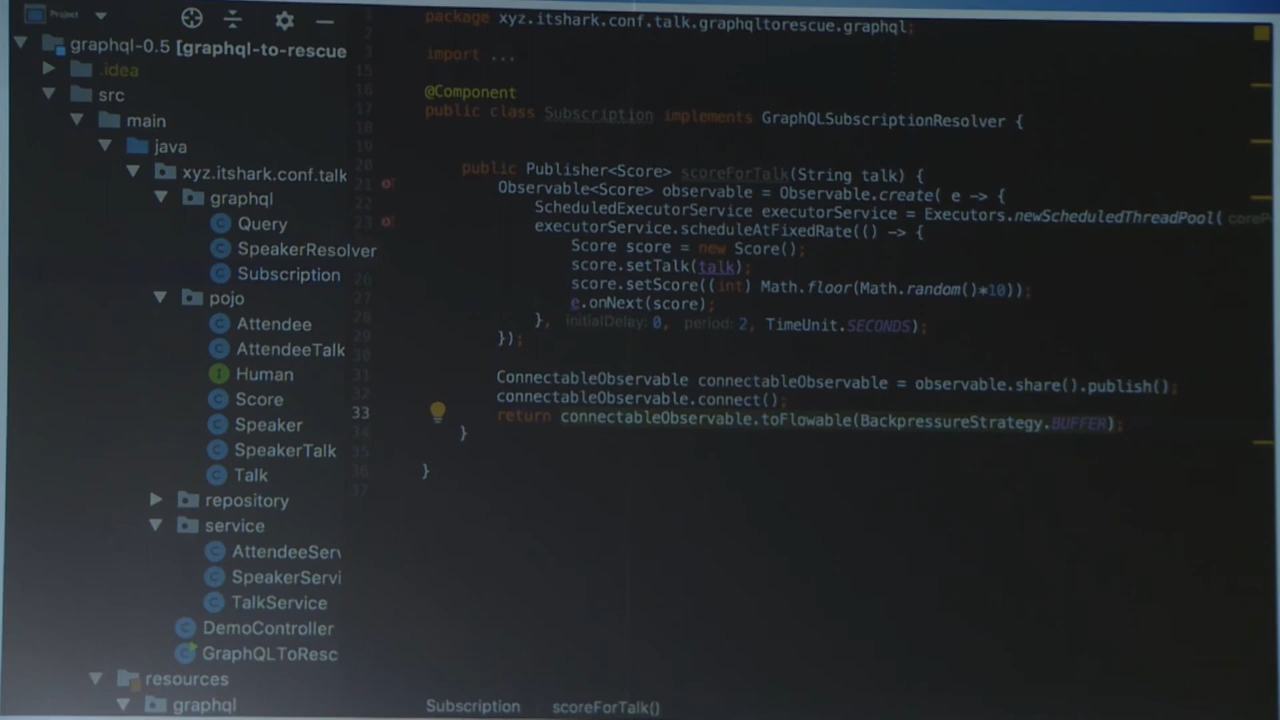 Project
graphql-0.5 [graphql-to-rescue
.idea
src
main
java
xyz.itshark.conf.talk
graphql
Query
SpeakerResolver
Subscription
pojo
Attendee
AttendeeTalk
Human
Score
Speaker
SpeakerTalk
Talk
repository
service
AttendeeServ
SpeakerServi
TalkService
DemoController
GraphQLToResc
resources
graphql
package xyz.itshark.conf.talk.graphqltorescue.graphql;
import ...
@Component
public class Subscription implements GraphQLSubscriptionResolver {
public Publisher<Score> scoreForTalk(String talk) {
Observable<Score> observable = Observable.create( e -> {
ScheduledExecutorService executorService = Executors.newScheduledThreadPool( coreP
executorService.scheduleAtFixedRate(() -> {
Score score = new Score();
score.setTalk(talk);
score.setScore((int) Math.floor(Math.random()*10));
e.onNext(score);
}, initialDelay: 0, period: 2, TimeUnit.SECONDS);
});
ConnectableObservable connectableObservable = observable.share().publish();
connectableObservable.connect();
33 return connectableObservable.toFlowable(BackpressureStrategy.BUFFER);
}
}
Subscription scoreForTalk()